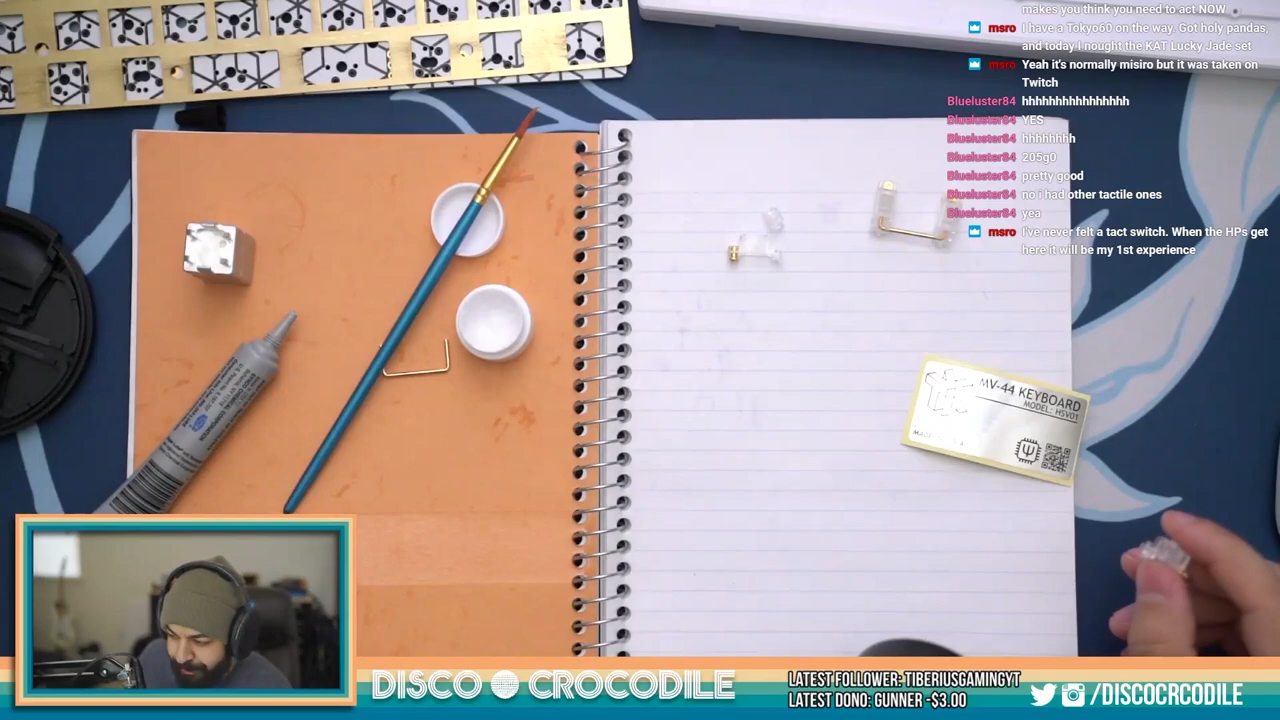 makes you think you need to act NOW
msro I have a Tokyo60 on the way. Got holy pandas,
and today I nought the KAT Lucky Jade set
msro Yeah it's normally misiro but it was taken on
Twitch
Blueluster84 hhhhhhhhhhhhhhhh
Blueluster84 YES
Blueluster84 hhhhhhhh
Blueluster84 205g0
Blueluster84 pretty good
Blueluster84 no i had other tactile ones
Blueluster84 yea
msro I've never felt a tact switch. When the HPs get
here it will be my 1st experience
MV-44 KEYBOARD
MODEL: HSV01
DISCO CROCODILE
LATEST FOLLOWER: TIBERIUSGAMINGYT
LATEST DONO: GUNNER -$3.00
/DISCOCRCODILE